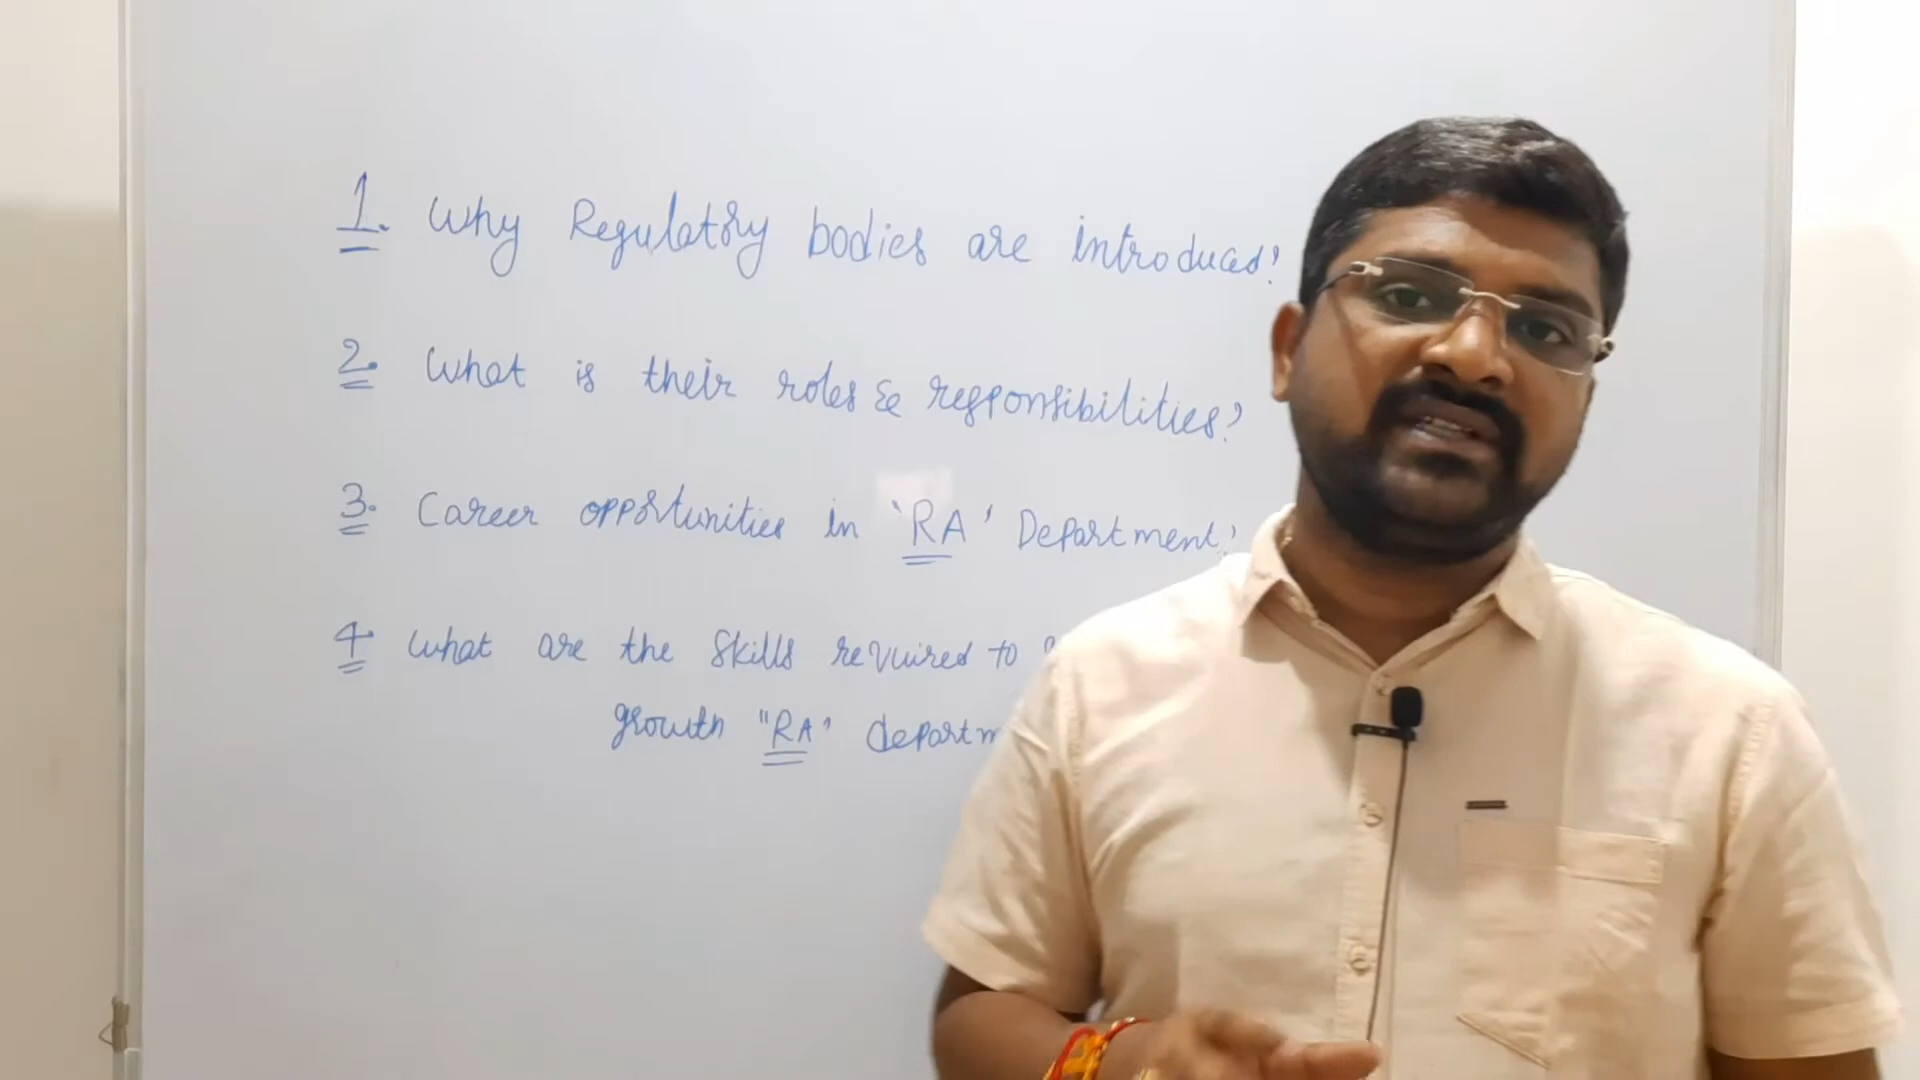 1. Why Regulatory bodies are introduced?
2. What is their roles & responsibilities?
3. Career opportunities in 'RA' Department?
4 What are the skills required to
growth "RA" departm